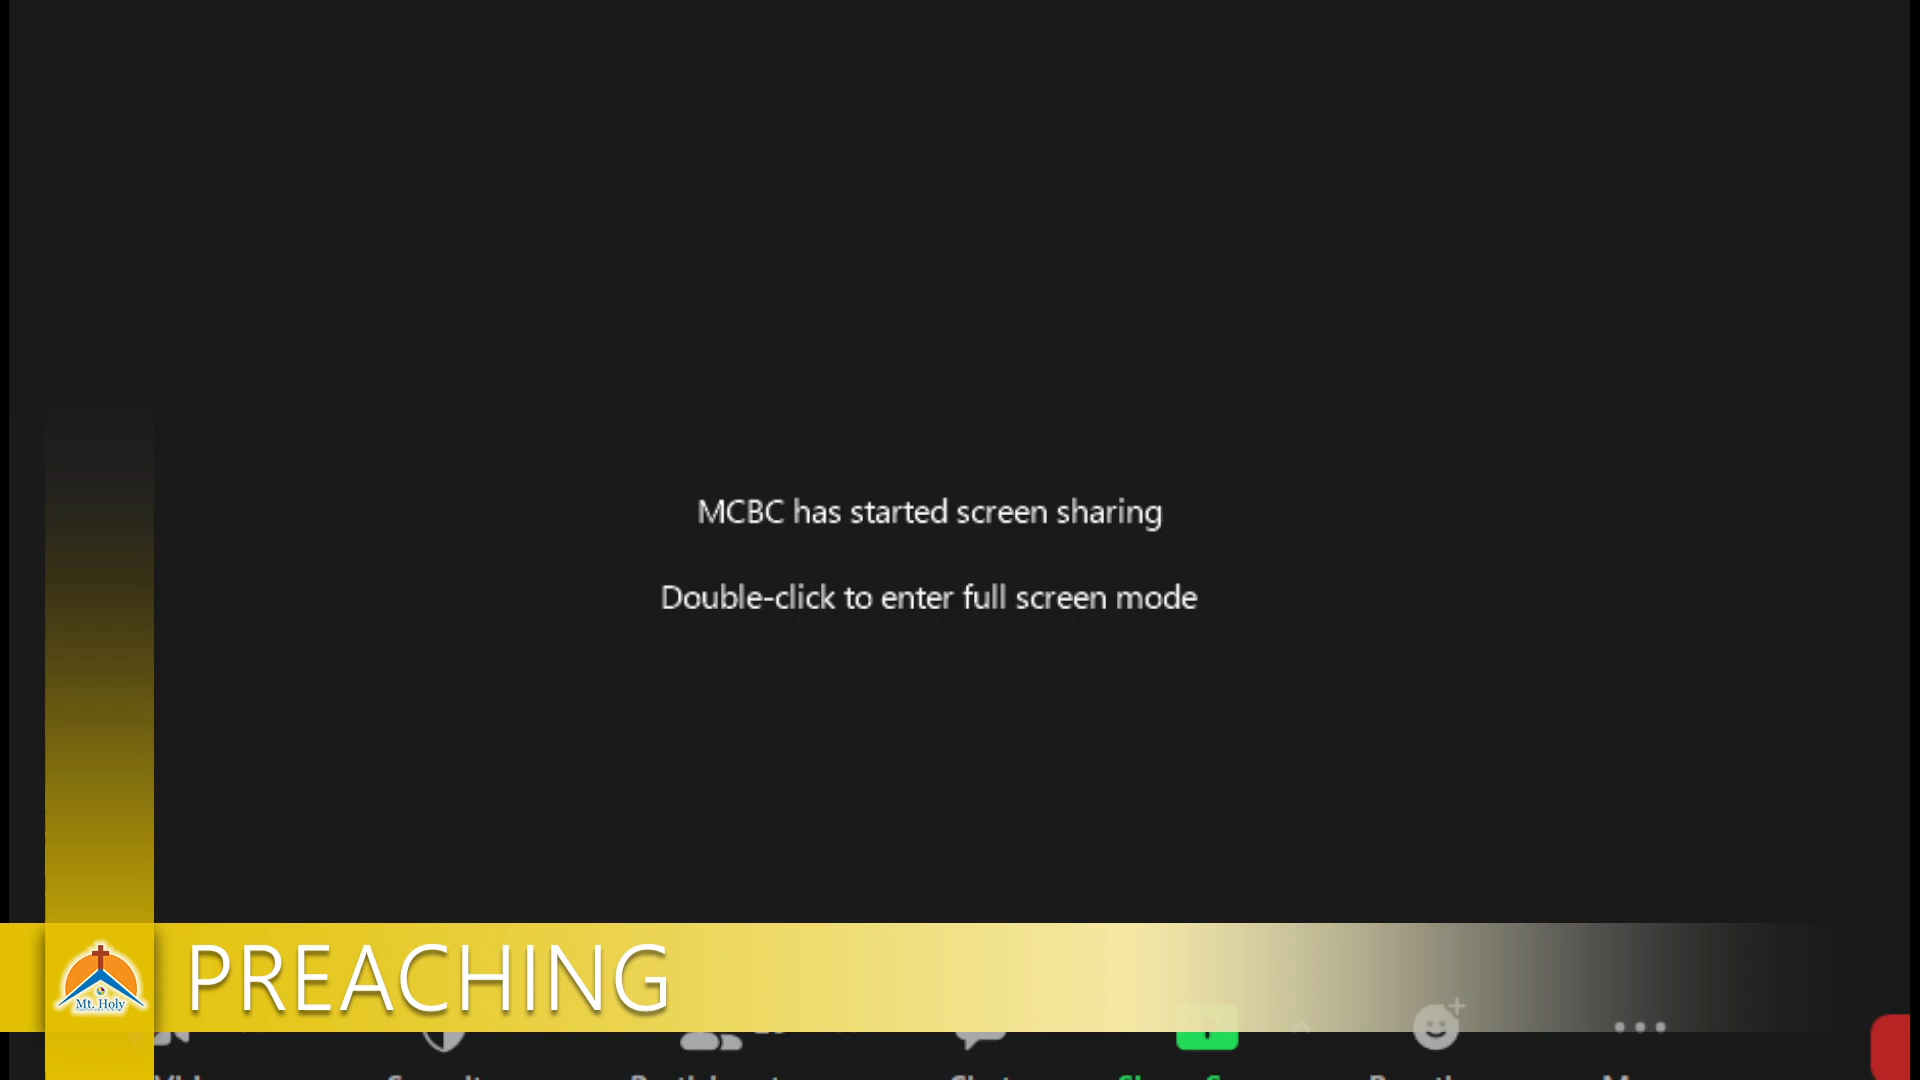 MCBC has started screen sharing
Double-click to enter full screen mode
PREACHING
Mt. Holy